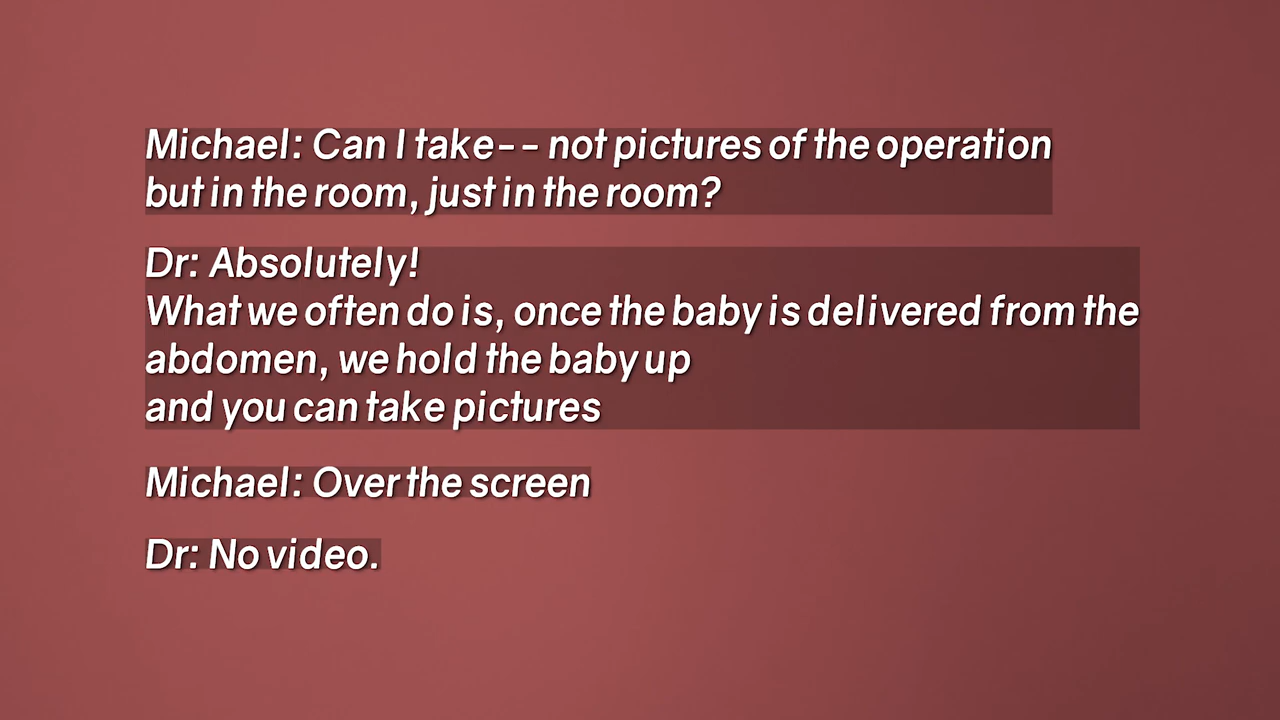 Michael: Can I take-- not pictures of the operation
but in the room, just in the room?
Dr: Absolutely!
What we often do is, once the baby is delivered from the
abdomen, we hold the baby up
and you can take pictures
Michael: Over the screen
Dr: No video.